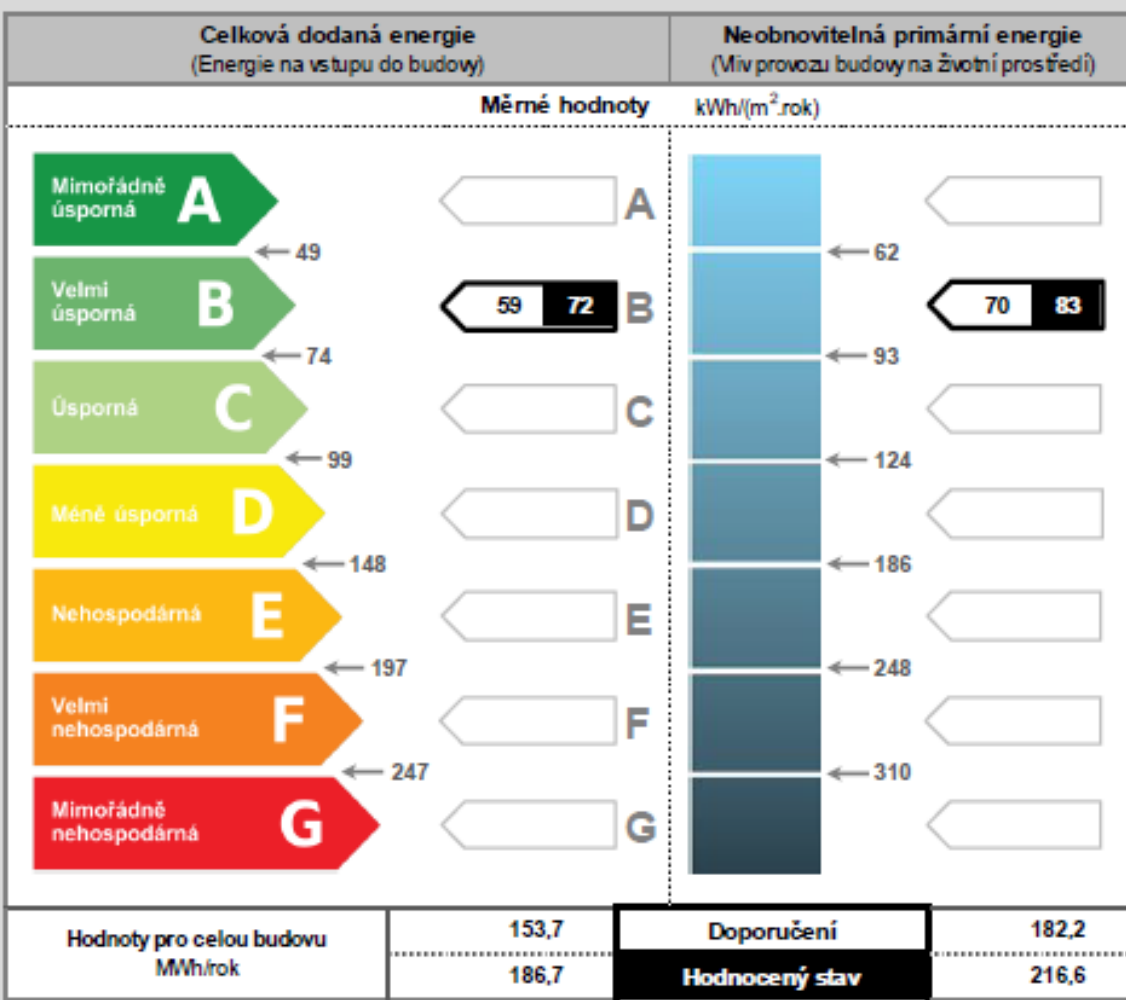 Celková dodaná energie
(Energie na vstupu do budovy)
Neobnovitelná primární energie
(Vliv provozu budovy na životní prostředí)
Měrné hodnoty kWh/(m².rok)
Mimořádně
úsporná
A
A
49
62
Velmi
úsporná
B
59 72
B
70 83
74
93
Úsporná
C
C
99
124
Méně úsporná
D
D
148
186
Nehospodárná
E
E
197
248
Velmi
nehospodárná
F
F
247
310
Mimořádně
nehospodárná
G
G
Hodnoty pro celou budovu
MWh/rok
153,7 Doporučení 182,2
186,7 Hodnocený stav 216,6